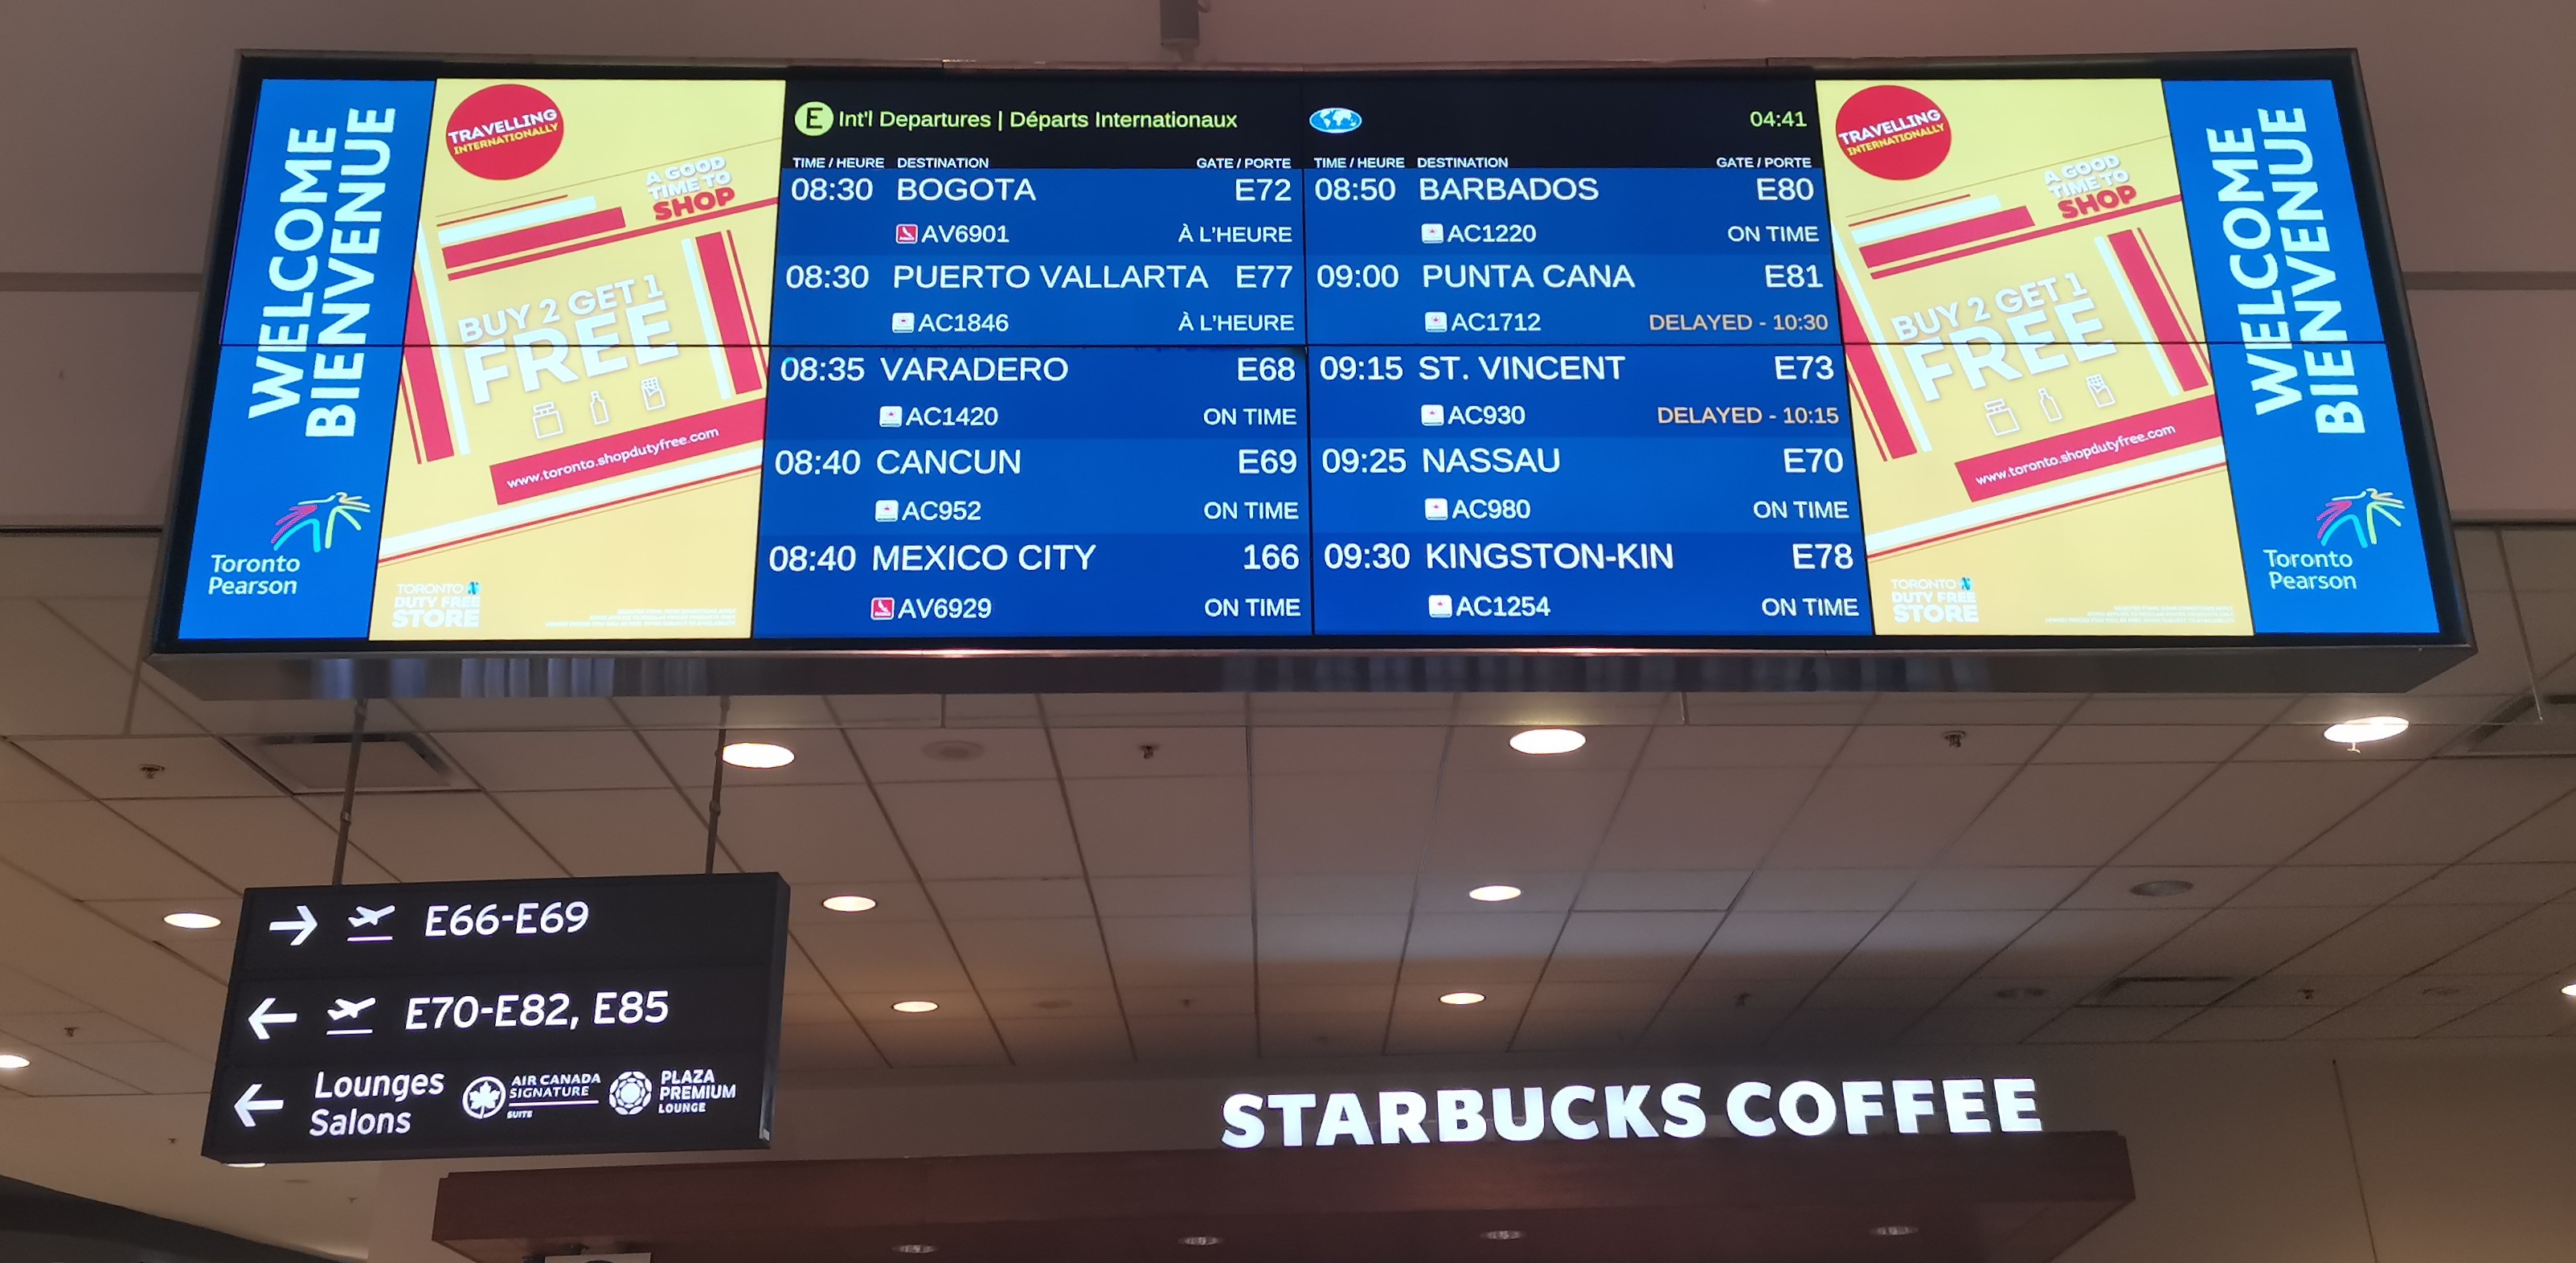 WELCOME
BIENVENUE
Toronto
Pearson
TRAVELLING
INTERNATIONALLY
A GOOD
TIME TO
SHOP
BUY 2 GET 1
FREE
www.toronto.shopdutyfree.com
TORONTO
DUTY FREE
STORE
E Int'l Departures | Départs Internationaux
04:41
TIME / HEURE DESTINATION GATE / PORTE
08:30 BOGOTA E72
AV6901 À L'HEURE
08:30 PUERTO VALLARTA E77
AC1846 À L'HEURE
08:35 VARADERO E68
AC1420 ON TIME
08:40 CANCUN E69
AC952 ON TIME
08:40 MEXICO CITY 166
AV6929 ON TIME
TIME / HEURE DESTINATION GATE / PORTE
08:50 BARBADOS E80
AC1220 ON TIME
09:00 PUNTA CANA E81
AC1712 DELAYED - 10:30
09:15 ST. VINCENT E73
AC930 DELAYED - 10:15
09:25 NASSAU E70
AC980 ON TIME
09:30 KINGSTON-KIN E78
AC1254 ON TIME
TRAVELLING
INTERNATIONALLY
A GOOD
TIME TO
SHOP
BUY 2 GET 1
FREE
www.toronto.shopdutyfree.com
TORONTO
DUTY FREE
STORE
WELCOME
BIENVENUE
Toronto
Pearson
E66-E69
E70-E82, E85
Lounges
Salons
AIR CANADA
SIGNATURE
SUITE
PLAZA
PREMIUM
LOUNGE
STARBUCKS COFFEE